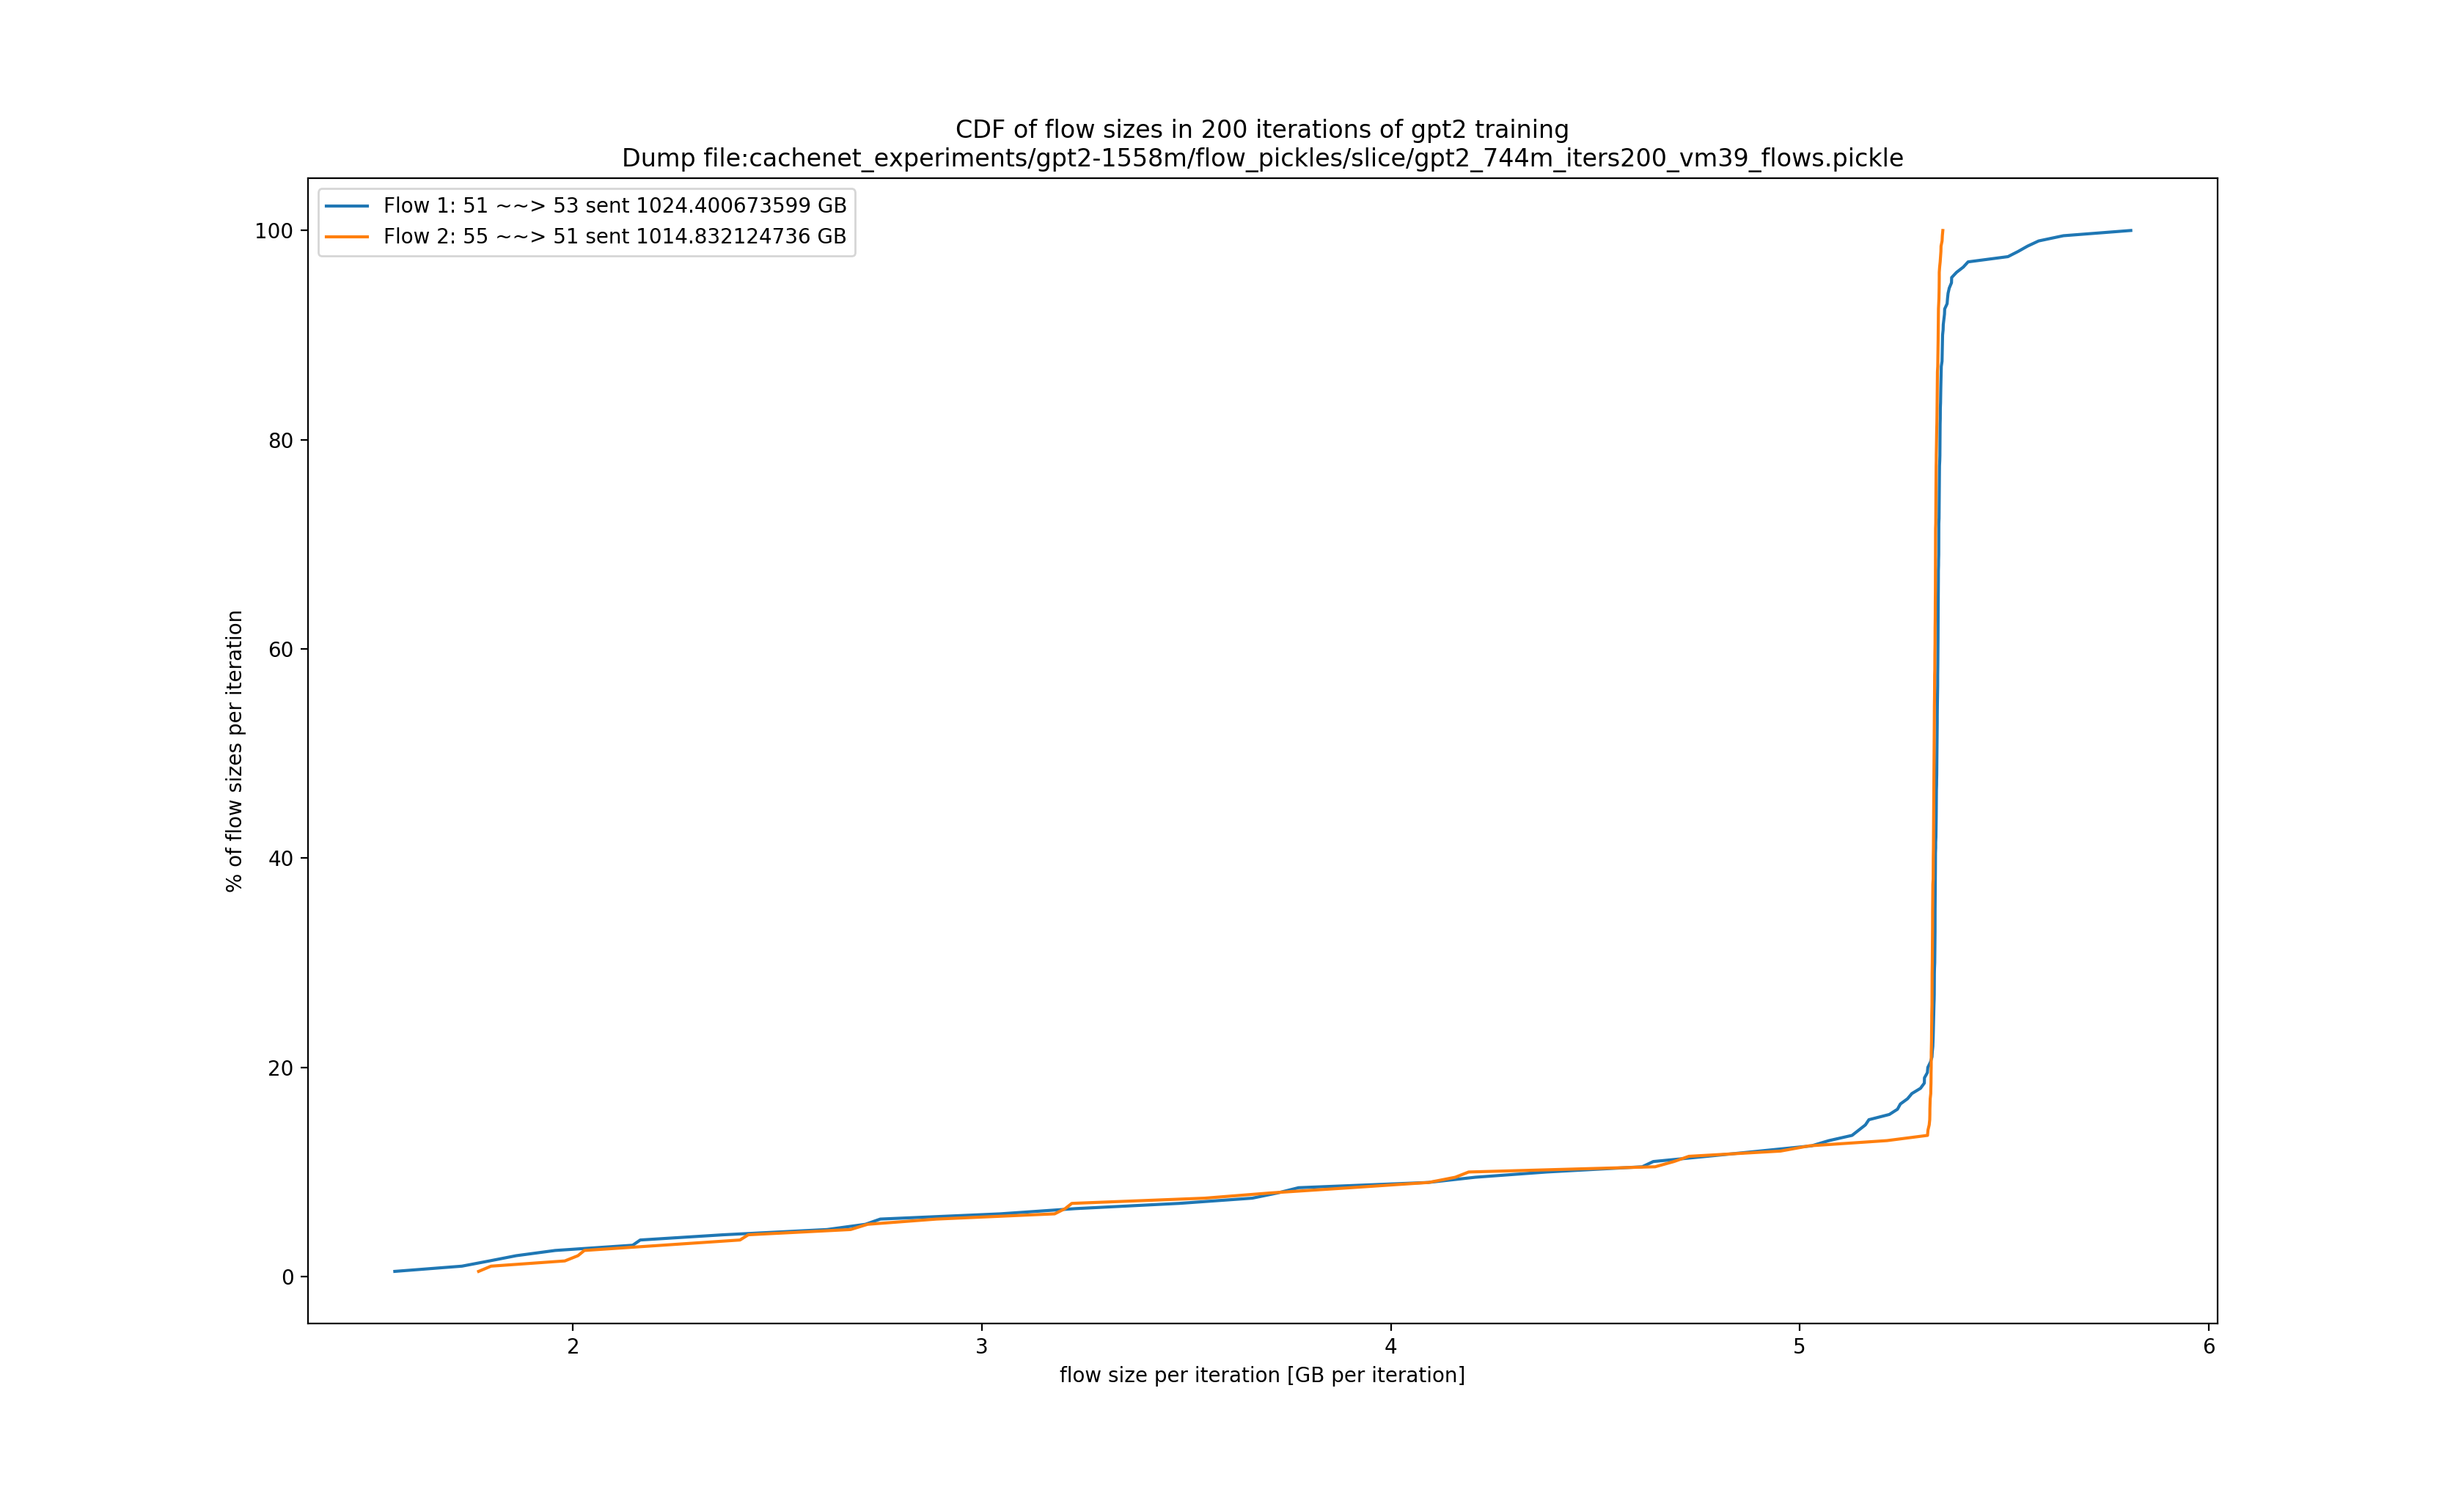 CDF of flow sizes in 200 iterations of gpt2 training
Dump file:cachenet_experiments/gpt2-1558m/flow_pickles/slice/gpt2_744m_iters200_vm39_flows.pickle
Flow 1: 51 ~~> 53 sent 1024.400673599 GB
Flow 2: 55 ~~> 51 sent 1014.832124736 GB
100
80
60
40
20
0
% of flow sizes per iteration
2 3 4 5 6
flow size per iteration [GB per iteration]